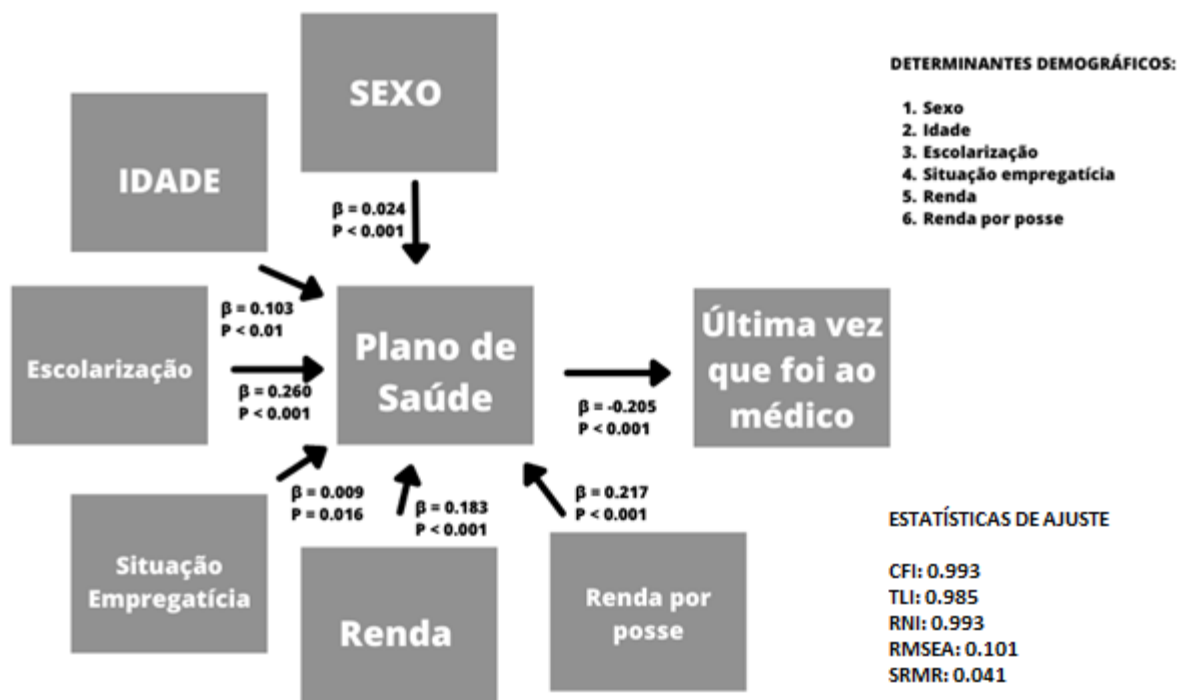 SEXO
DETERMINANTES DEMOGRÁFICOS:
1. Sexo
2. Idade
3. Escolarização
4. Situação empregatícia
5. Renda
6. Renda por posse
IDADE
β = 0.024
P < 0.001
β = 0.103
P < 0.01
Escolarização
β = 0.260
P < 0.001
Plano de
Saúde
β = -0.205
P < 0.001
Última vez
que foi ao
médico
Situação
Empregatícia
β = 0.009
P = 0.016
β = 0.183
P < 0.001
Renda
β = 0.217
P < 0.001
Renda por
posse
ESTATÍSTICAS DE AJUSTE
CFI: 0.993
TLI: 0.985
RNI: 0.993
RMSEA: 0.101
SRMR: 0.041